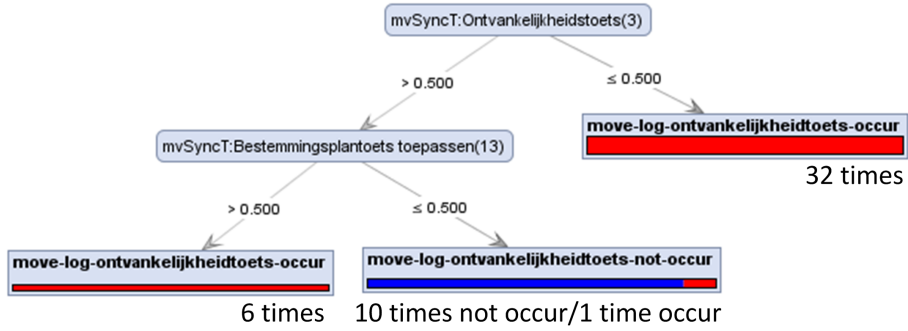 mvSyncT:Ontvankelijkheidstoets(3)
> 0.500
≤ 0.500
move-log-ontvankelijkheidtoets-occur
32 times
mvSyncT:Bestemmingsplantoets toepassen(13)
> 0.500
≤ 0.500
move-log-ontvankelijkheidtoets-occur
6 times
move-log-ontvankelijkheidtoets-not-occur
10 times not occur/1 time occur